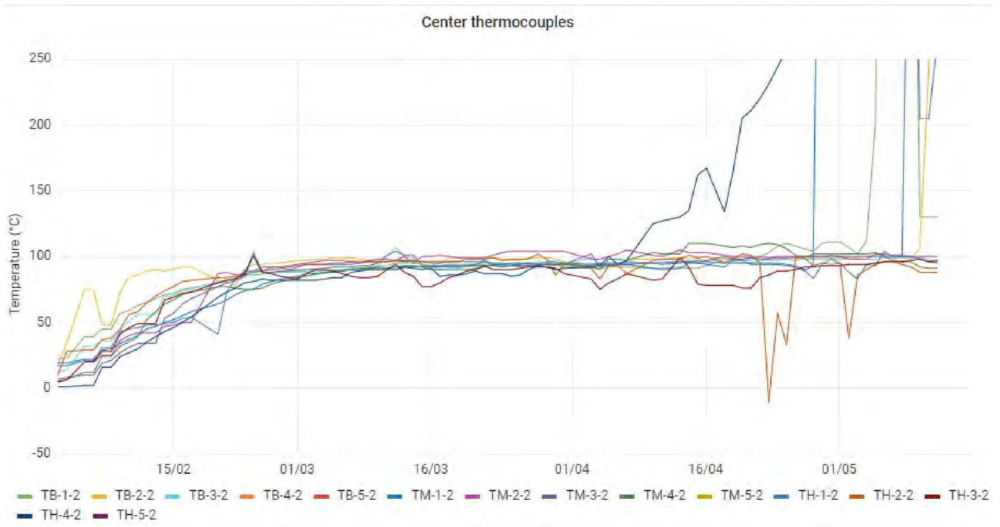 Center thermocouples
250
200
150
100
50
0
-50
Temperature (°C)
15/02 01/03 16/03 01/04 16/04 01/05
TB-1-2 TB-2-2 TB-3-2 TB-4-2 TB-5-2 TM-1-2 TM-2-2 TM-3-2 TM-4-2 TM-5-2 TH-1-2 TH-2-2 TH-3-2
TH-4-2 TH-5-2